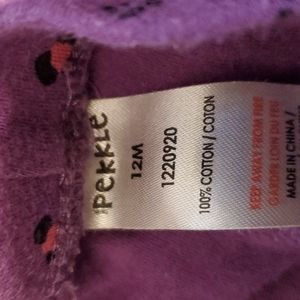 Pekkle
12M
1220920
100% COTTON / COTON
KEEP AWAY FROM FIRE
GARDER LOIN DU FEU
MADE IN CHINA /